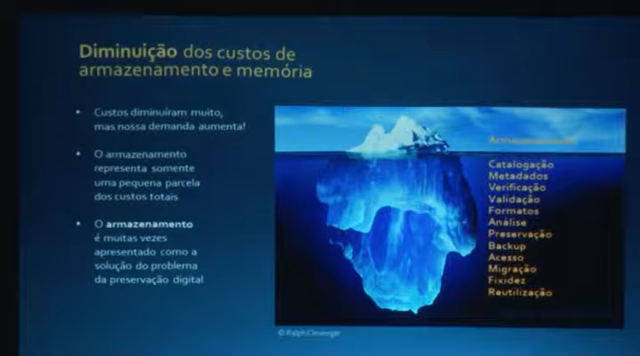 Diminuição dos custos de
armazenamento e memória
• Custos diminuíram muito,
mas nossa demanda aumenta!
• O armazenamento
representa somente
uma pequena parcela
dos custos totais
• O armazenamento
é muitas vezes
apresentado como a
solução do problema
da preservação digital
Armazenamento
Catalogação
Metadados
Verificação
Validação
Formatos
Análise
Preservação
Backup
Acesso
Migração
Fixidez
Reutilização
© Ralph Clevenger